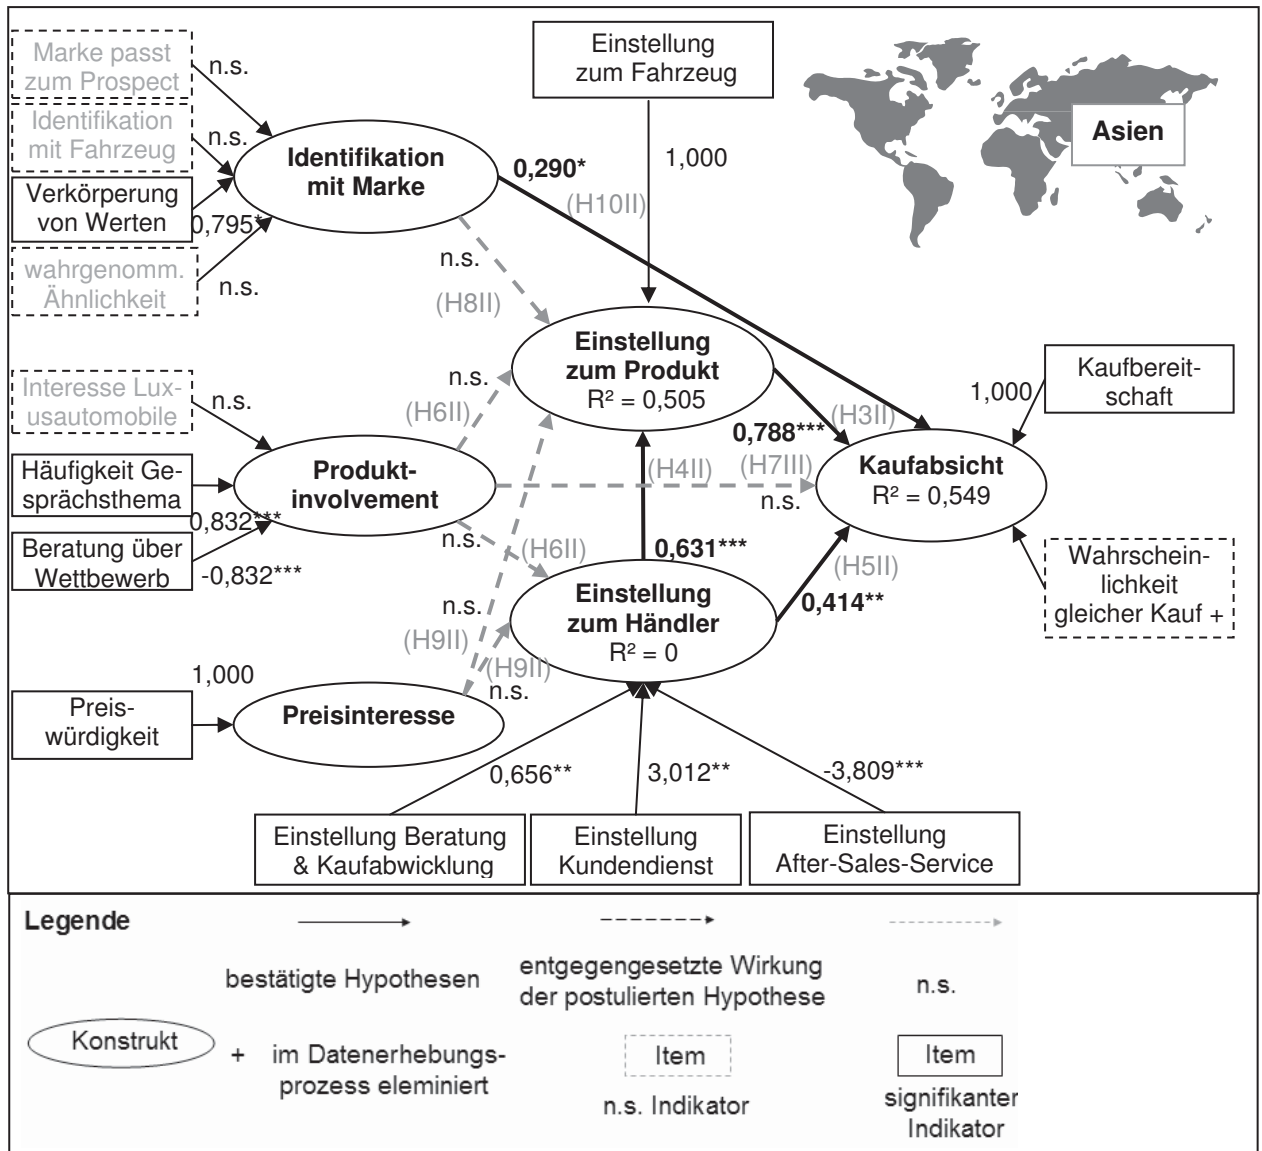 Marke passt
zum Prospect
n.s.
Identifikation
mit Fahrzeug
n.s.
Verkörperung
von Werten
0,795*
wahrgenomm.
Ähnlichkeit
n.s.
Identifikation
mit Marke
Einstellung
zum Fahrzeug
1,000
Asien
0,290*
(H10II)
n.s.
(H8II)
Einstellung
zum Produkt
R² = 0,505
n.s.
(H6II)
Interesse Lux-
usautomobile
n.s.
Häufigkeit Ge-
sprächsthema
0,832***
Beratung über
Wettbewerb
-0,832***
Produkt-
involvement
0,788***
(H3II)
(H4II)
(H7III)
n.s.
Kaufabsicht
R² = 0,549
1,000
Kaufbereit-
schaft
Wahrschein-
lichkeit
gleicher Kauf +
n.s.
(H6II)
0,631***
(H5II)
0,414**
Einstellung
zum Händler
R² = 0
n.s.
(H9II)
(H9II)
n.s.
1,000
Preis-
würdigkeit
Preisinteresse
0,656**
3,012**
-3,809***
Einstellung Beratung
& Kaufabwicklung
Einstellung
Kundendienst
Einstellung
After-Sales-Service
Legende
bestätigte Hypothesen
entgegengesetzte Wirkung
der postulierten Hypothese
n.s.
Konstrukt
+ im Datenerhebungs-
prozess eleminiert
Item
n.s. Indikator
Item
signifikanter
Indikator